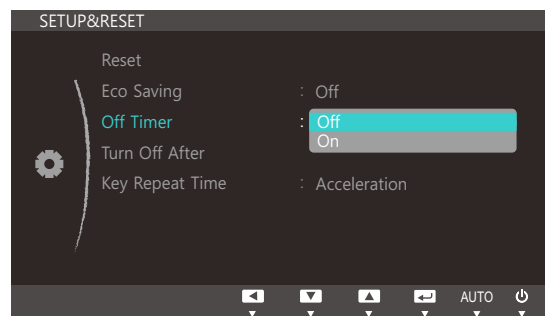 SETUP&RESET
Reset
Eco Saving : Off
Off Timer : Off
On
Turn Off After
Key Repeat Time : Acceleration
AUTO